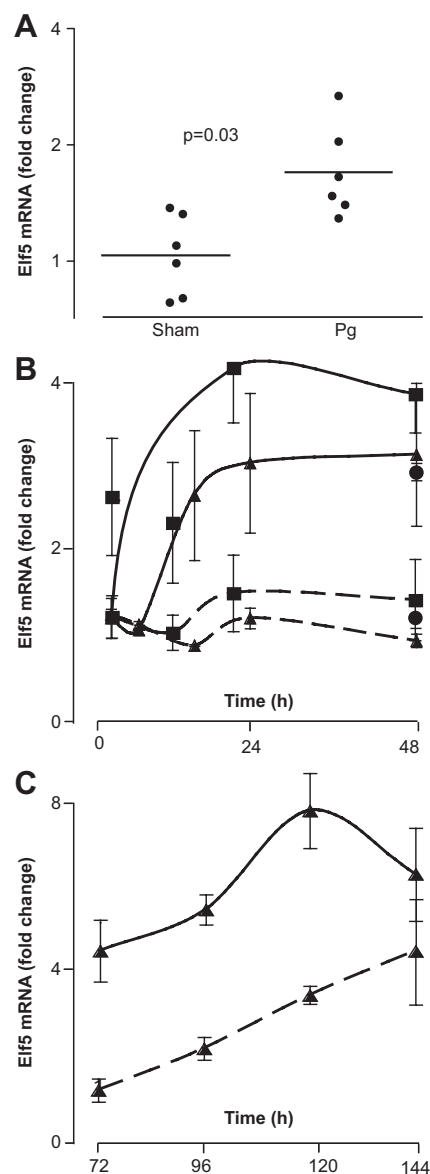 A
Elf5 mRNA (fold change)
4
2
1
p=0.03
Sham Pg
B
Elf5 mRNA (fold change)
4
2
0
Time (h)
0 24 48
C
Elf5 mRNA (fold change)
8
4
0
Time (h)
72 96 120 144